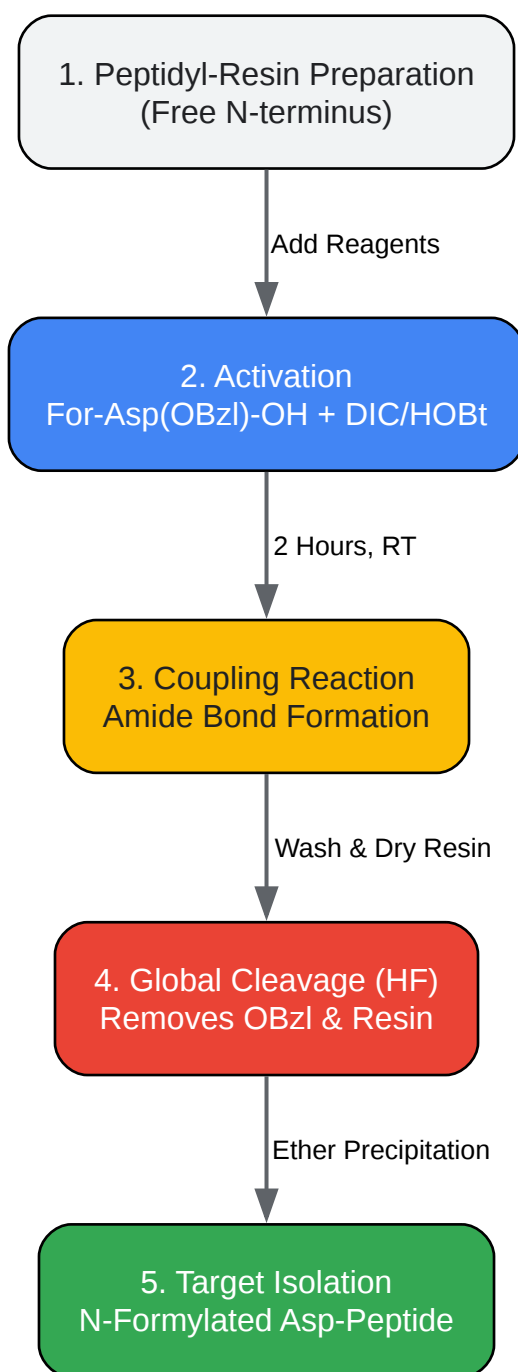 1. Peptidyl-Resin Preparation
(Free N-terminus)
Add Reagents
2. Activation
For-Asp(OBzl)-OH + DIC/HOBt
2 Hours, RT
3. Coupling Reaction
Amide Bond Formation
Wash & Dry Resin
4. Global Cleavage (HF)
Removes OBzl & Resin
Ether Precipitation
5. Target Isolation
N-Formylated Asp-Peptide